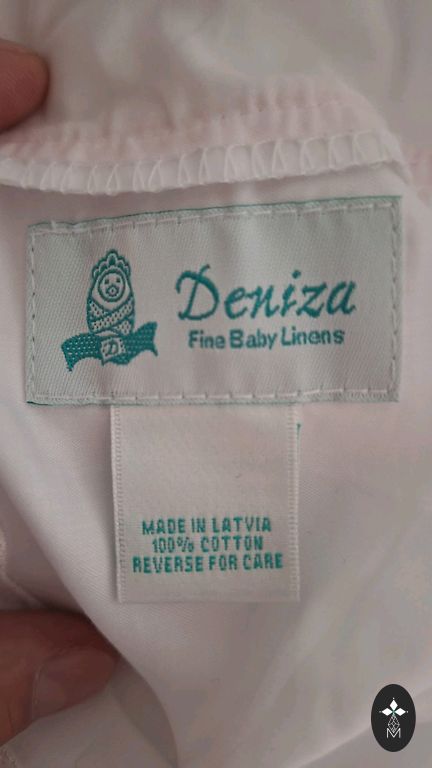 Deniza
Fine Baby Linens
D
MADE IN LATVIA
100% COTTON
REVERSE FOR CARE
M